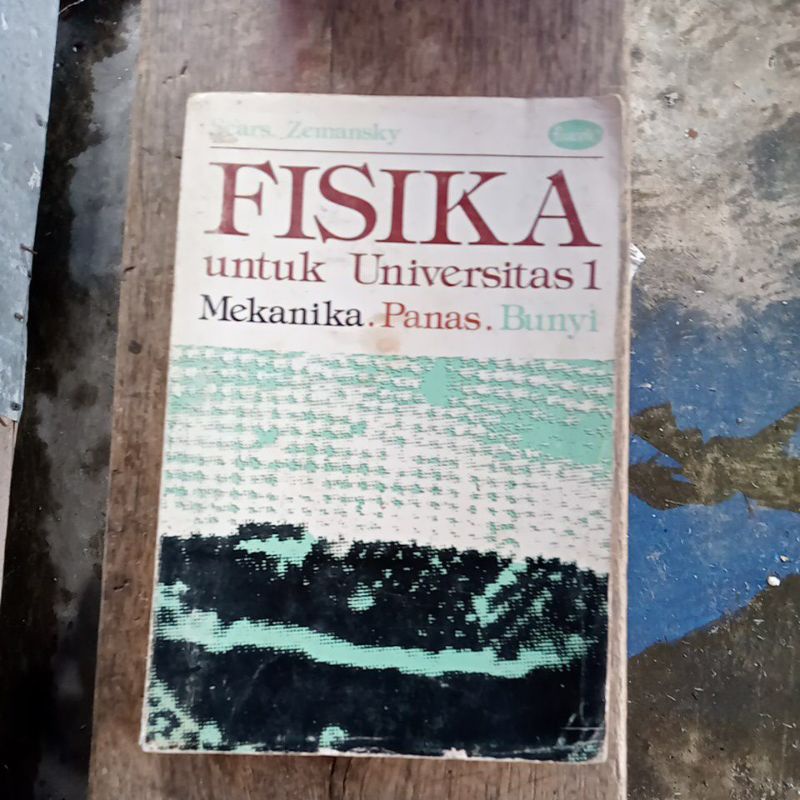 Sears. Zemansky
FISIKA
untuk Universitas 1
Mekanika. Panas. Bunyi